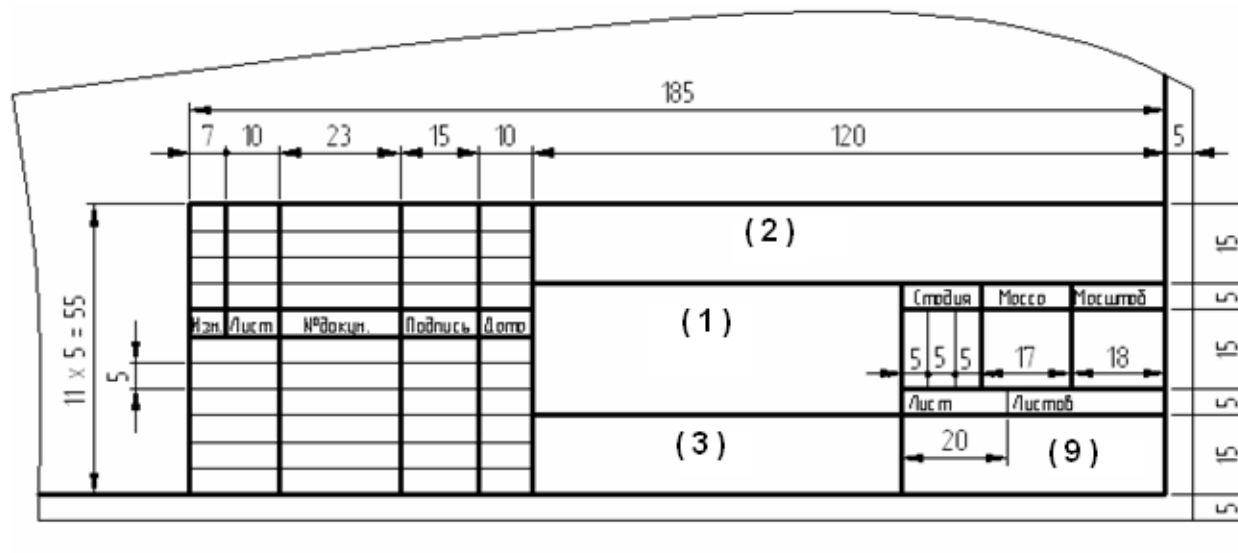 185
7 10 23 15 10 120 5
(2)
15
Стадия Масса Масштаб
5
(1)
Изм. Лист №докум. Подпись Дата
11 x 5 = 55
5
5 5 5 17 18
15
Лист Листов
5
(3)
20
(9)
15
5